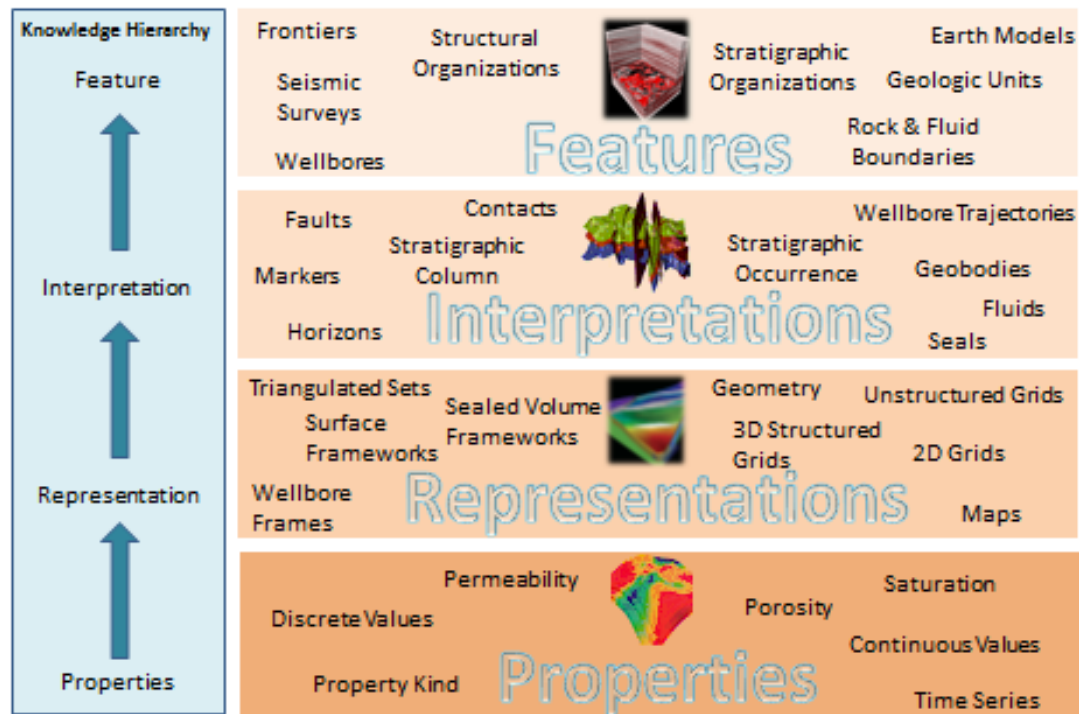 Knowledge Hierarchy
Feature
Interpretation
Representation
Properties
Frontiers
Structural
Organizations
Stratigraphic
Organizations
Earth Models
Geologic Units
Seismic
Surveys
Wellbores
Rock & Fluid
Boundaries
Features
Faults
Contacts
Wellbore Trajectories
Stratigraphic
Column
Stratigraphic
Occurrence
Markers
Geobodies
Fluids
Horizons
Seals
Interpretations
Triangulated Sets
Geometry
Unstructured Grids
Surface
Frameworks
Sealed Volume
Frameworks
3D Structured
Grids
2D Grids
Wellbore
Frames
Maps
Representations
Permeability
Saturation
Discrete Values
Porosity
Continuous Values
Property Kind
Time Series
Properties